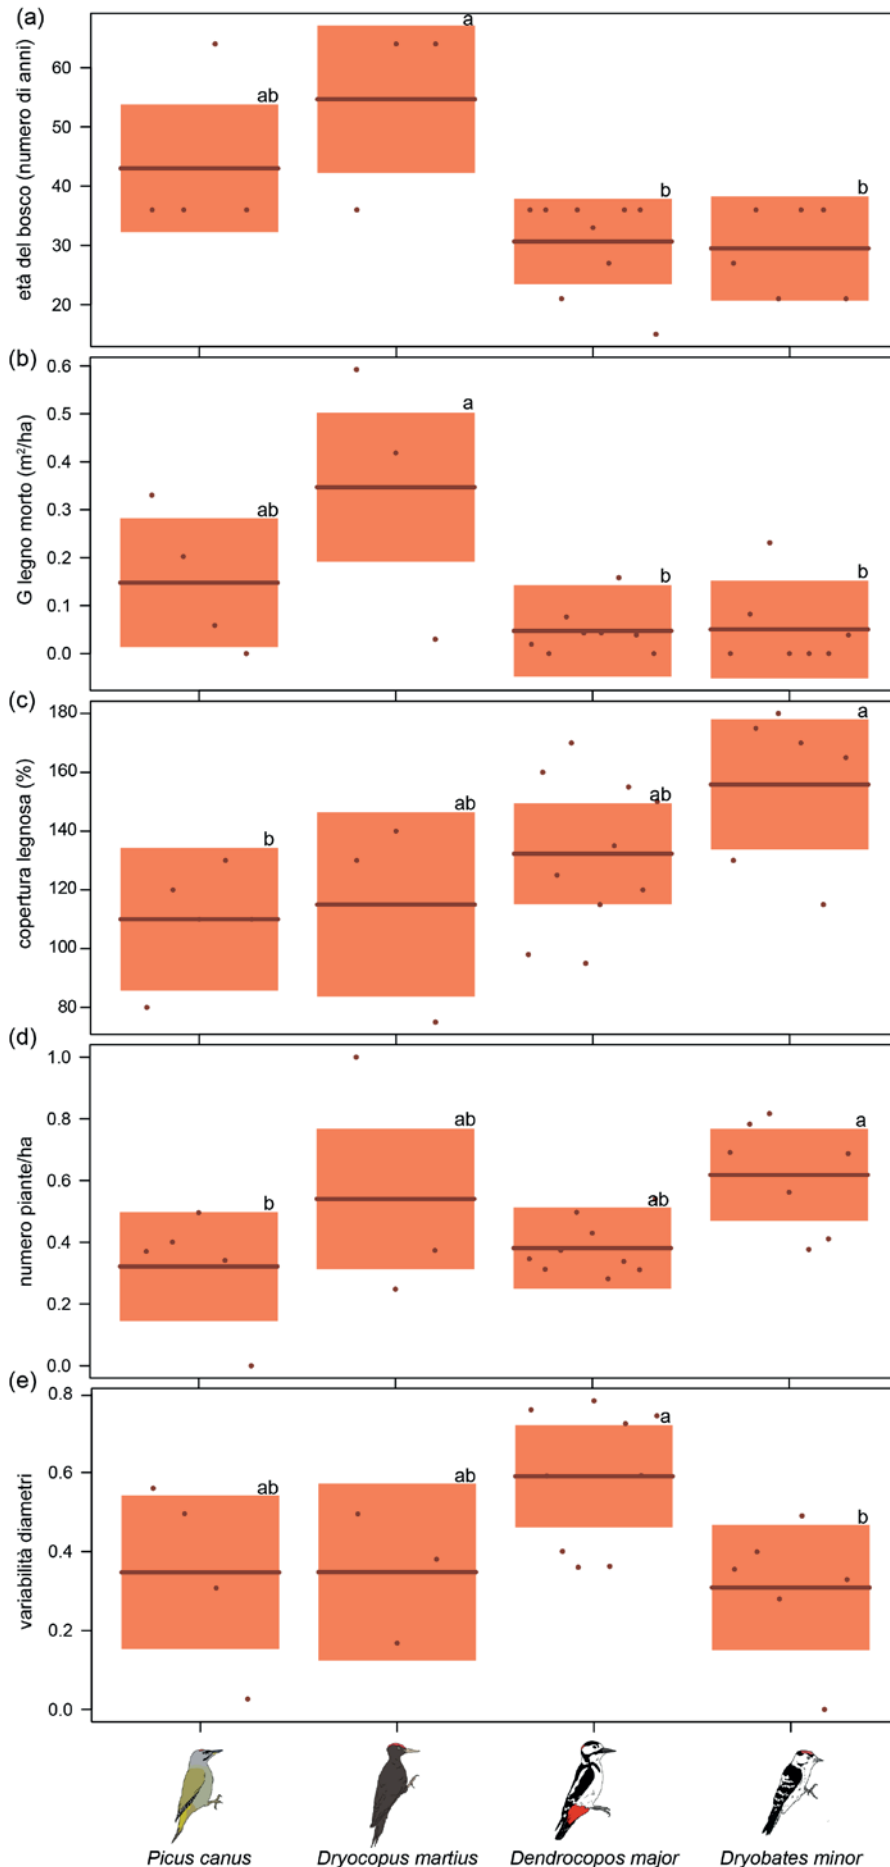 (a)
età del bosco (numero di anni)
60
50
40
30
20
ab
a
b
b
(b)
G legno morto (m²/ha)
0.6
0.5
0.4
0.3
0.2
0.1
0.0
ab
a
b
b
(c)
copertura legnosa (%)
180
160
140
120
100
80
b
ab
ab
a
(d)
numero piante/ha
1.0
0.8
0.6
0.4
0.2
0.0
b
ab
ab
a
(e)
variabilità diametri
0.8
0.6
0.4
0.2
0.0
ab
ab
a
b
Picus canus Dryocopus martius Dendrocopos major Dryobates minor